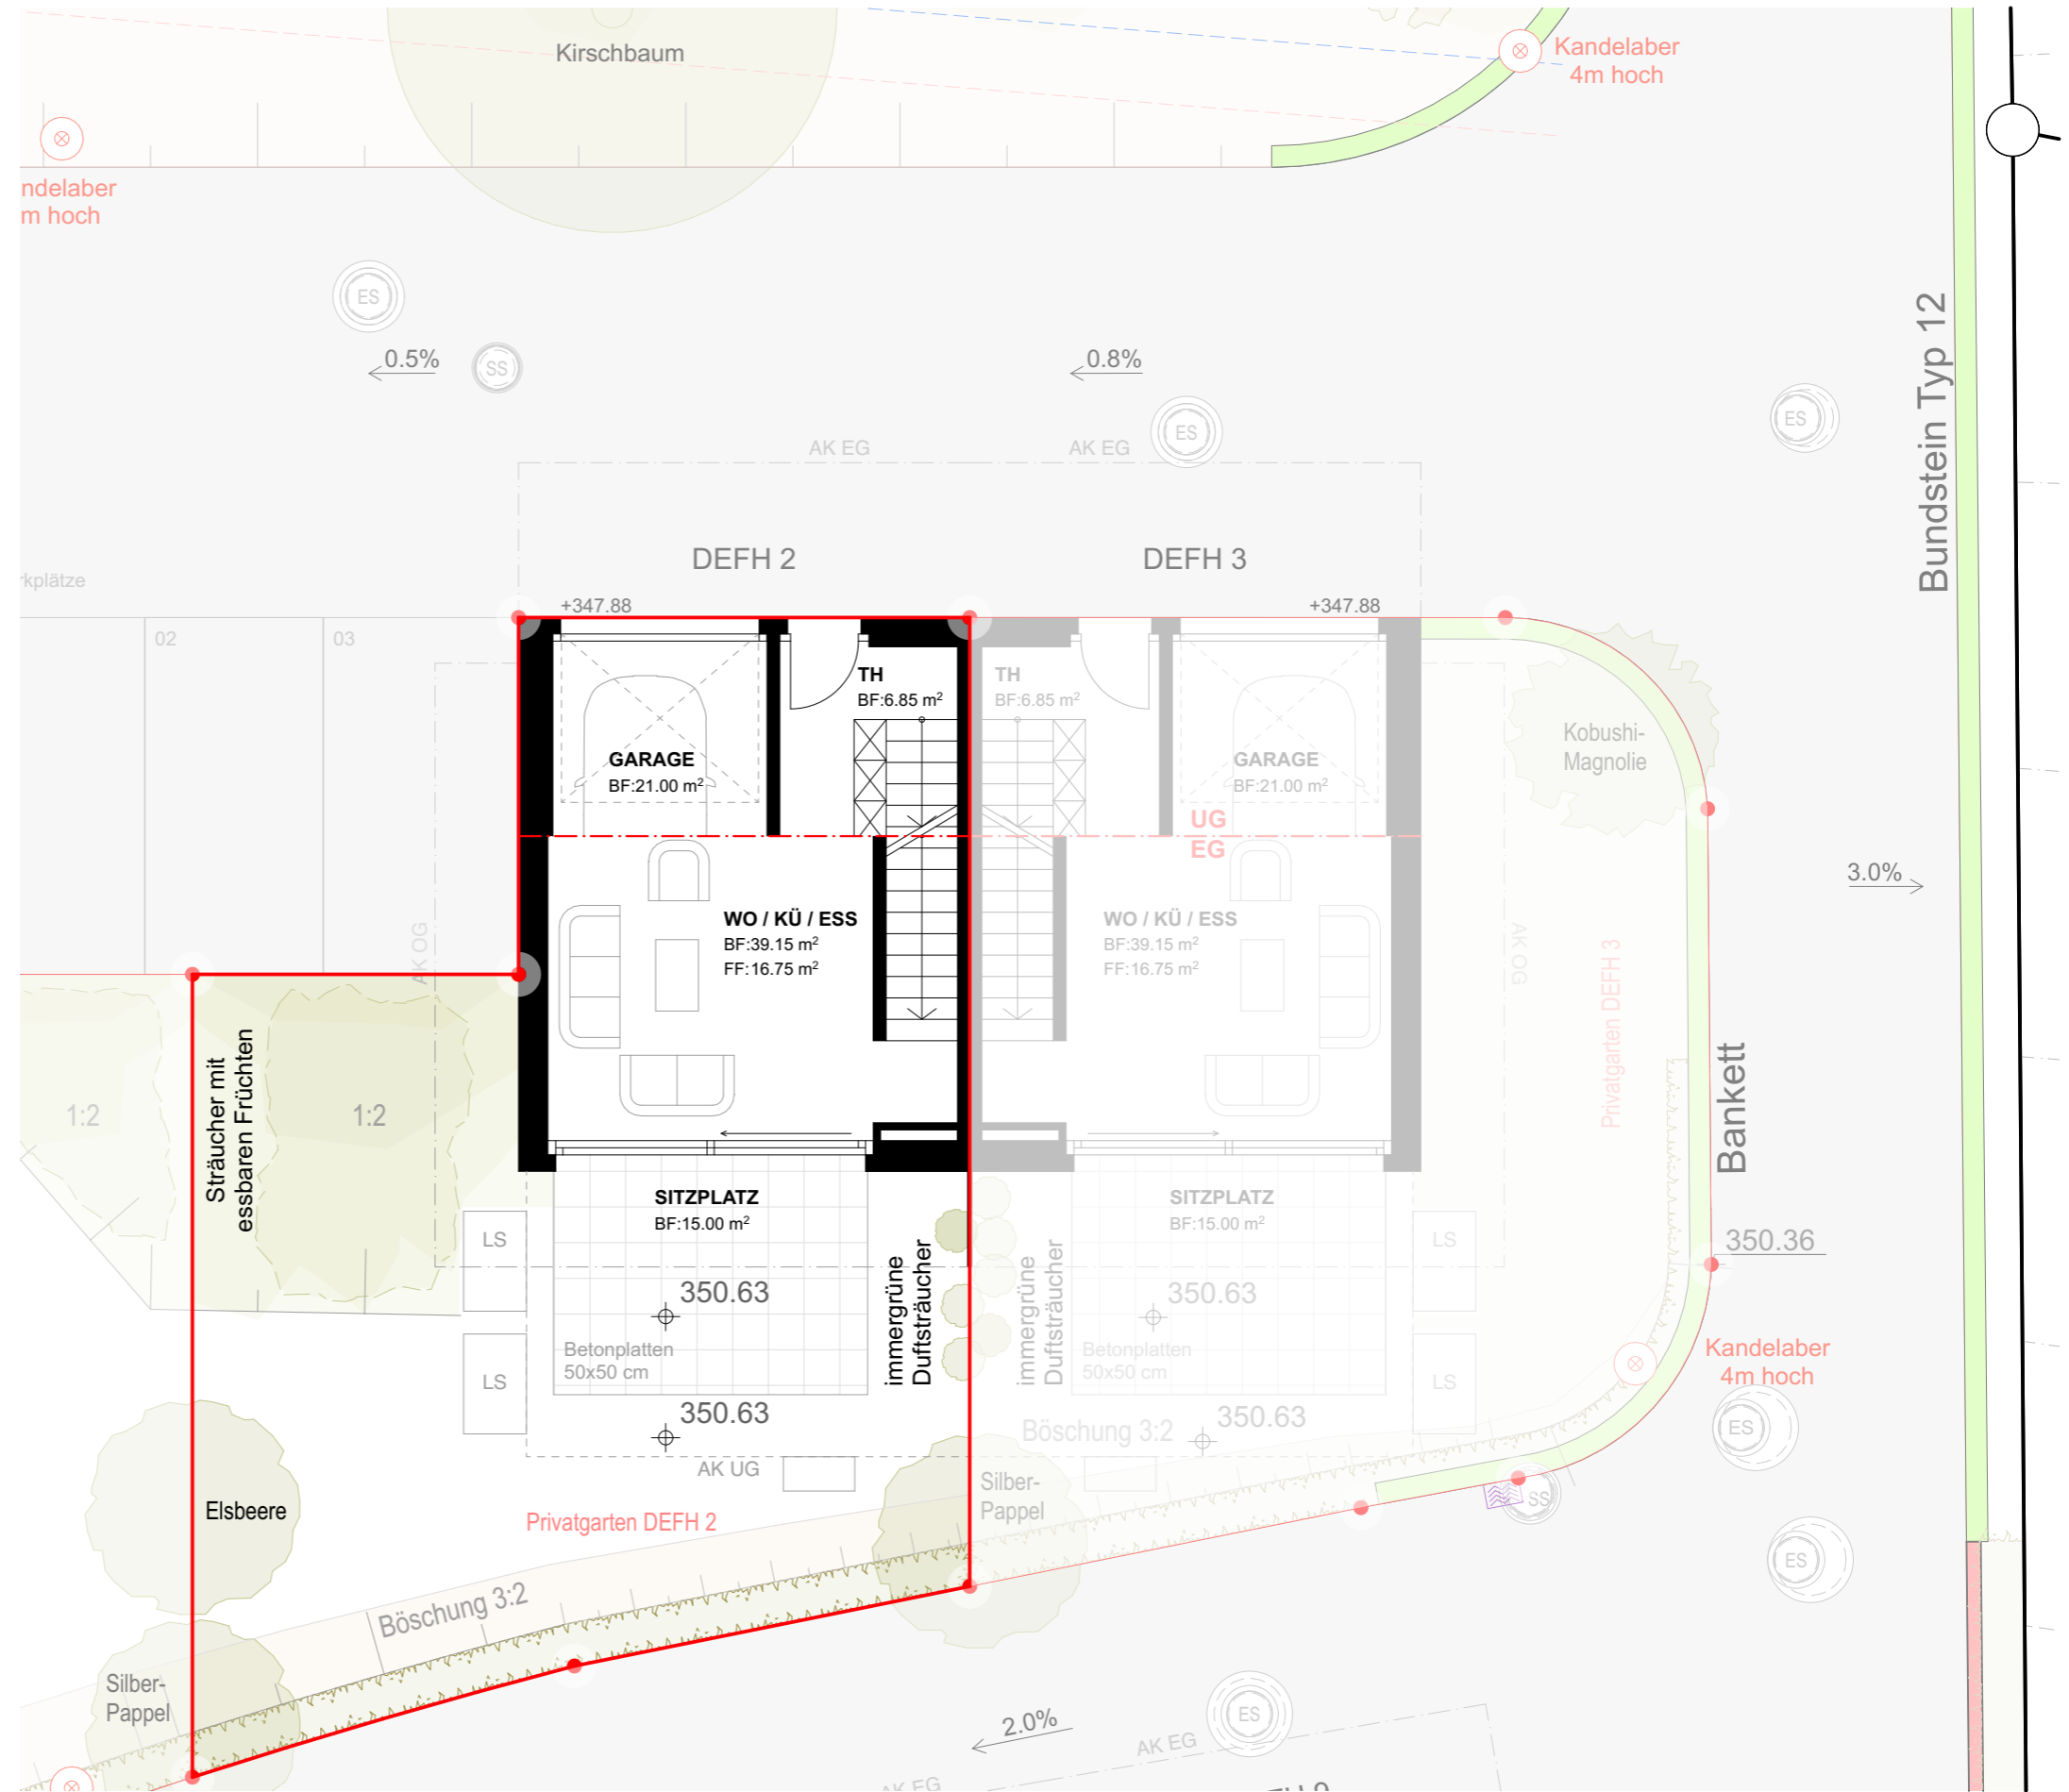 Kirschbaum
Kandelaber
4m hoch
ndelaber
m hoch
ES
0.5%
SS
0.8%
ES
ES
AK EG
AK EG
Bundstein Typ 12
DEFH 2
DEFH 3
rkplätze
+347.88
+347.88
02
03
TH
BF:6.85 m²
TH
BF:6.85 m²
GARAGE
BF:21.00 m²
GARAGE
BF:21.00 m²
Kobushi-
Magnolie
UG
EG
3.0%
WO / KÜ / ESS
BF:39.15 m²
FF:16.75 m²
WO / KÜ / ESS
BF:39.15 m²
FF:16.75 m²
AK OG
AK OG
Privatgarten DEFH 3
Bankett
1:2
Sträucher mit
essbaren Früchten
1:2
SITZPLATZ
BF:15.00 m²
SITZPLATZ
BF:15.00 m²
LS
LS
350.36
immergrüne
Duftsträucher
immergrüne
Duftsträucher
350.63
350.63
Betonplatten
50x50 cm
Betonplatten
50x50 cm
Kandelaber
4m hoch
LS
LS
350.63
Böschung 3:2
350.63
ES
AK UG
Silber-
Pappel
SS
Elsbeere
Privatgarten DEFH 2
ES
Böschung 3:2
Silber-
Pappel
2.0%
ES
AK EG
AK EG